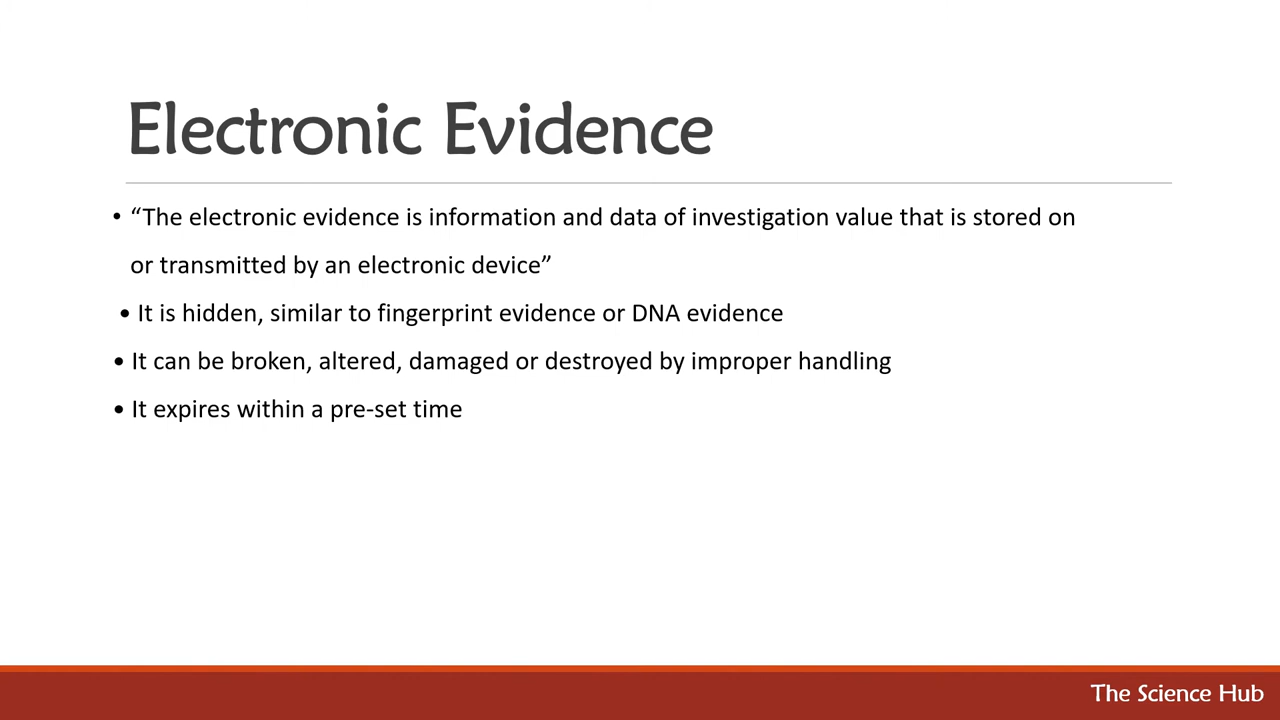 Electronic Evidence
• “The electronic evidence is information and data of investigation value that is stored on
or transmitted by an electronic device”
• It is hidden, similar to fingerprint evidence or DNA evidence
• It can be broken, altered, damaged or destroyed by improper handling
• It expires within a pre-set time
The Science Hub